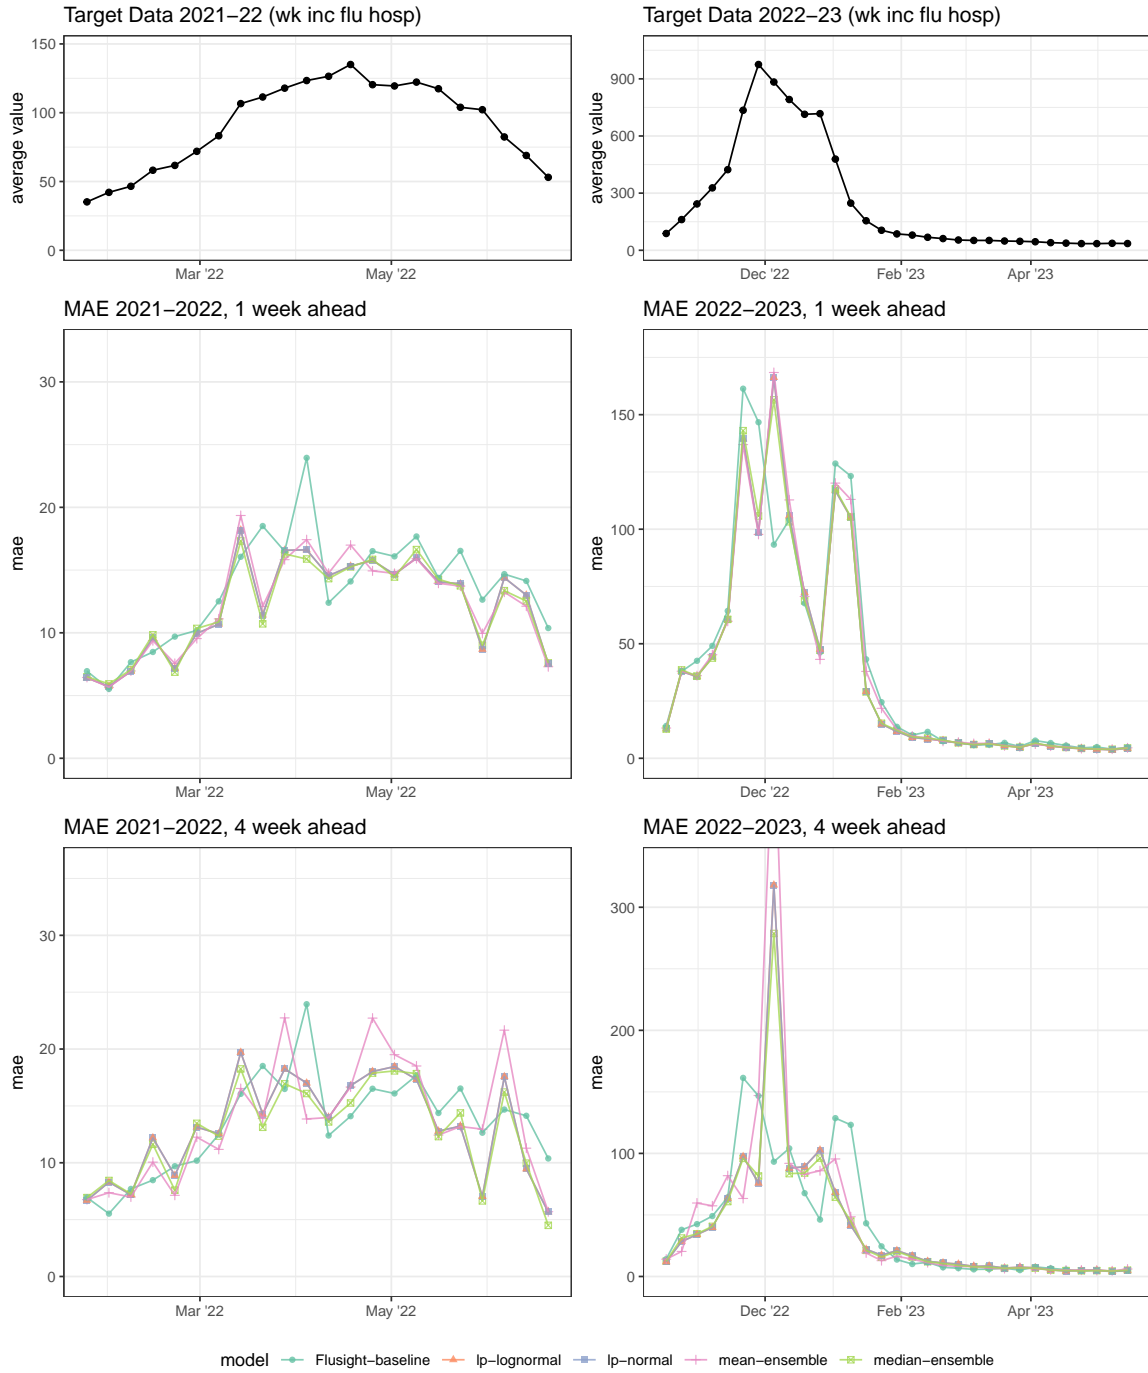 Target Data 2021−22 (wk inc flu hosp)
150
100
50
0
average value
Mar '22
May '22
Target Data 2022−23 (wk inc flu hosp)
900
600
300
0
average value
Dec '22
Feb '23
Apr '23
MAE 2021−2022, 1 week ahead
30
20
10
0
mae
Mar '22
May '22
MAE 2022−2023, 1 week ahead
150
100
50
0
mae
Dec '22
Feb '23
Apr '23
MAE 2021−2022, 4 week ahead
30
20
10
0
mae
Mar '22
May '22
MAE 2022−2023, 4 week ahead
300
200
100
0
mae
Dec '22
Feb '23
Apr '23
model Flusight−baseline lp−lognormal lp−normal mean−ensemble median−ensemble